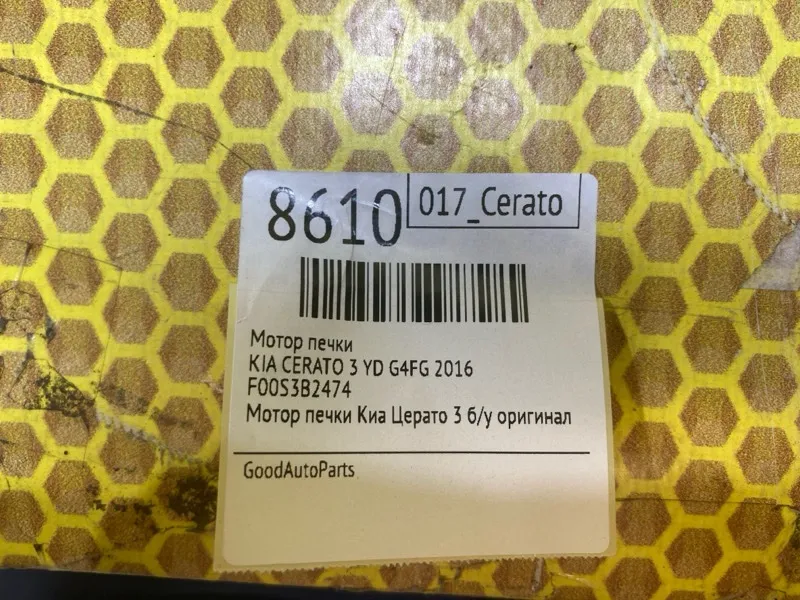 8610
017_Cerato
Мотор печки
KIA CERATO 3 YD G4FG 2016
F00S3B2474
Мотор печки Киа Церато 3 б/у оригинал
GoodAutoParts